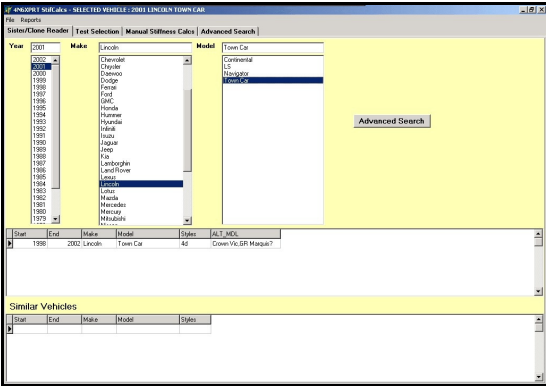 4N6XPRT StifCalcs - SELECTED VEHICLE : 2001 LINCOLN TOWN CAR
File Reports
Sister/Clone Reader Test Selection Manual Stiffness Calcs Advanced Search
Year 2001 Make Lincoln Model Town Car
2002 Chevrolet Continental
2001 Chrysler LS
2000 Daewoo Navigator
1999 Dodge Town Car
1998 Ferrari
1997 Ford
1996 GMC
1995 Honda
1994 Hummer
1993 Hyundai
1992 Infiniti
1991 Isuzu
1990 Jaguar
1989 Jeep
1988 Kia
1987 Lamborghin
1986 Land Rover
1985 Lexus
1984 Lincoln
1983 Lotus
1982 Mazda
1981 Mercedes
1980 Mercury
1979 Mitsubishi
Advanced Search
Start End Make Model Styles ALT_MDL
1998 2002 Lincoln Town Car 4d Crown Vic,GR Marquis?
Similar Vehicles
Start End Make Model Styles